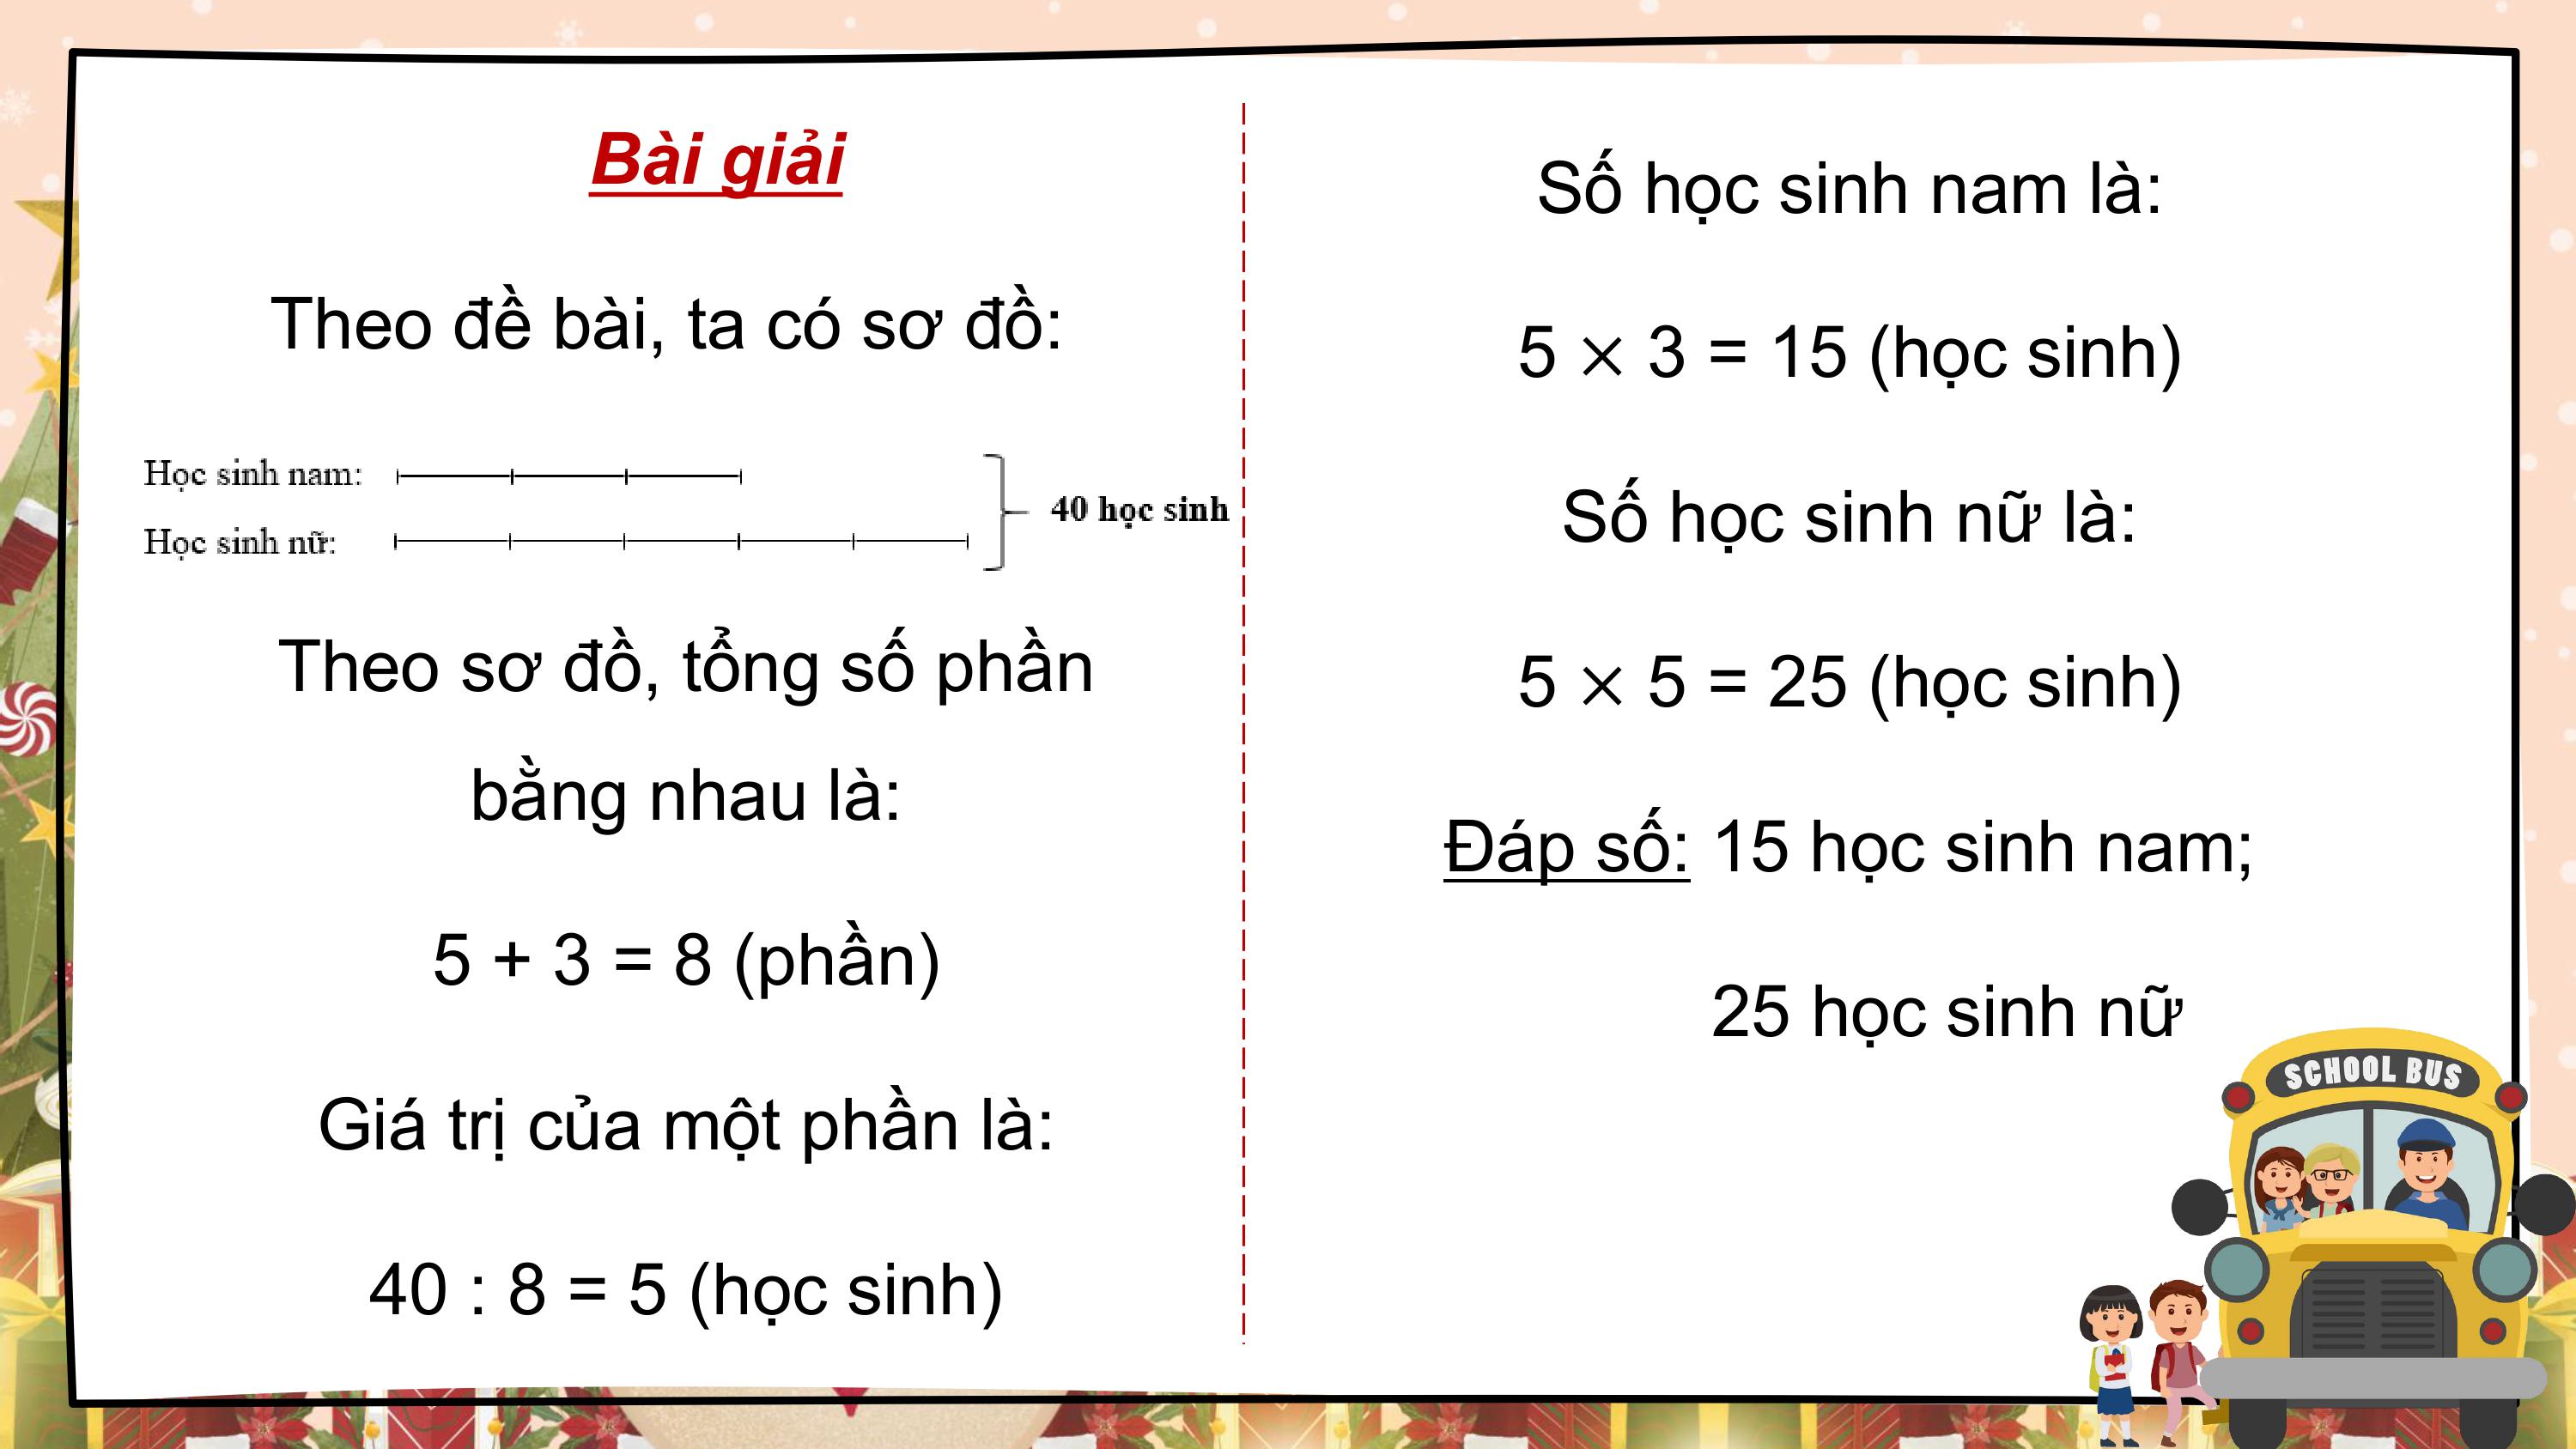 Bài giải
Theo đề bài, ta có sơ đồ:
Học sinh nam:
Học sinh nữ:
40 học sinh
Theo sơ đồ, tổng số phần
bằng nhau là:
5 + 3 = 8 (phần)
Giá trị của một phần là:
40 : 8 = 5 (học sinh)
Số học sinh nam là:
5 × 3 = 15 (học sinh)
Số học sinh nữ là:
5 × 5 = 25 (học sinh)
Đáp số: 15 học sinh nam;
25 học sinh nữ
SCHOOL BUS